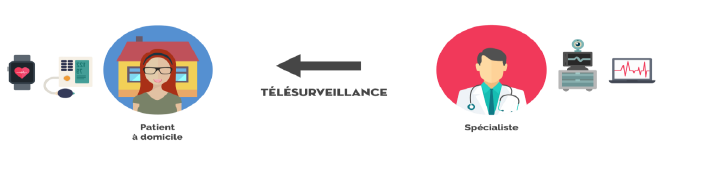 TÉLÉSURVEILLANCE
Patient
à domicile
Spécialiste